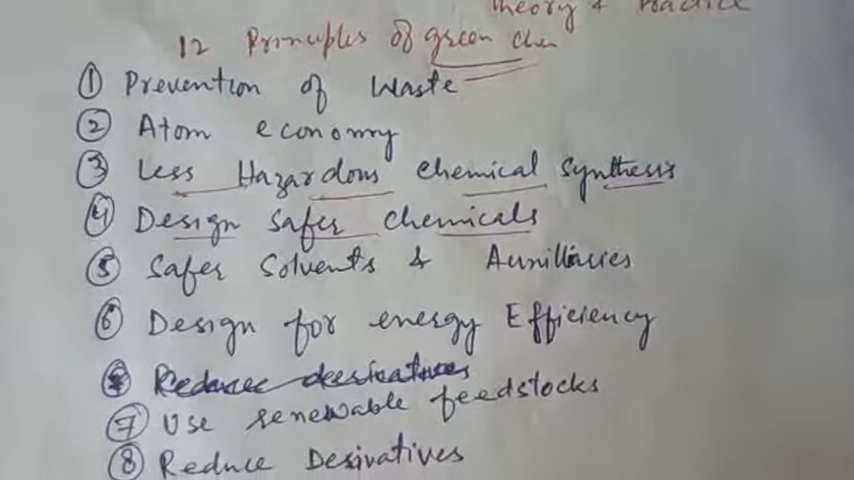 theory & Practice
12 Principles of green chem
① Prevention of Waste
② Atom economy
③ Less Hazardous chemical synthesis
④ Design safer chemicals
⑤ Safer Solvents & Auxilliaries
⑥ Design for energy Efficiency
Reduce derivatives
⑦ Use renewable feedstocks
⑧ Reduce Derivatives